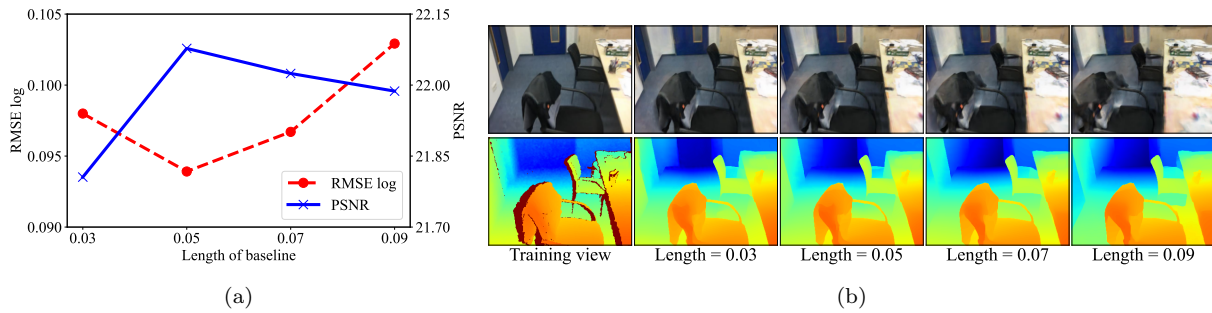 0.105
0.100
0.095
0.090
RMSE log
22.15
22.00
21.85
21.70
PSNR
RMSE log
PSNR
0.03 0.05 0.07 0.09
Length of baseline
(a)
Training view Length = 0.03 Length = 0.05 Length = 0.07 Length = 0.09
(b)